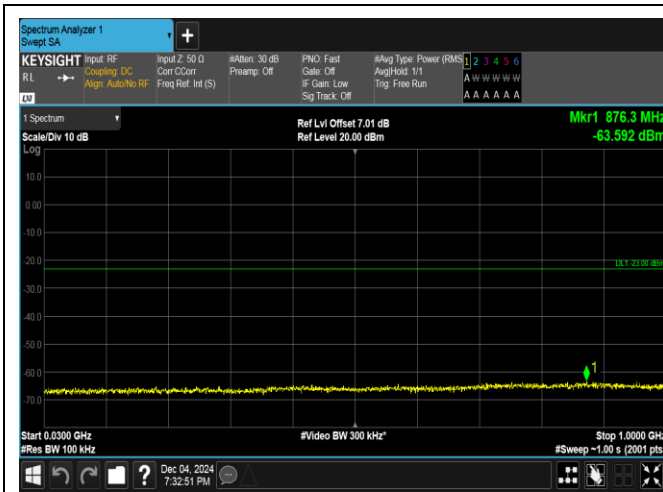 Spectrum Analyzer 1
Swept SA
+
KEYSIGHT Input: RF Input Z: 50 Ω #Atten: 30 dB PNO: Fast #Avg Type: Power (RMS 1 2 3 4 5 6
RL Coupling: DC Corr CCorr Preamp: Off Gate: Off Avg|Hold: 1/1 A W W W W W
Align: Auto/No RF Freq Ref: Int (S) IF Gain: Low Trig: Free Run A A A A A A
LXI Sig Track: Off
1 Spectrum Ref Lvl Offset 7.01 dB Mkr1 876.3 MHz
Scale/Div 10 dB Ref Level 20.00 dBm -63.592 dBm
Log
10.0
0.00
-10.0
-20.0
DL1 -23.00 dBm
-30.0
-40.0
-50.0
-60.0
1
-70.0
Start 0.0300 GHz #Video BW 300 kHz* Stop 1.0000 GHz
#Res BW 100 kHz #Sweep ~1.00 s (2001 pts
? Dec 04, 2024
7:32:51 PM